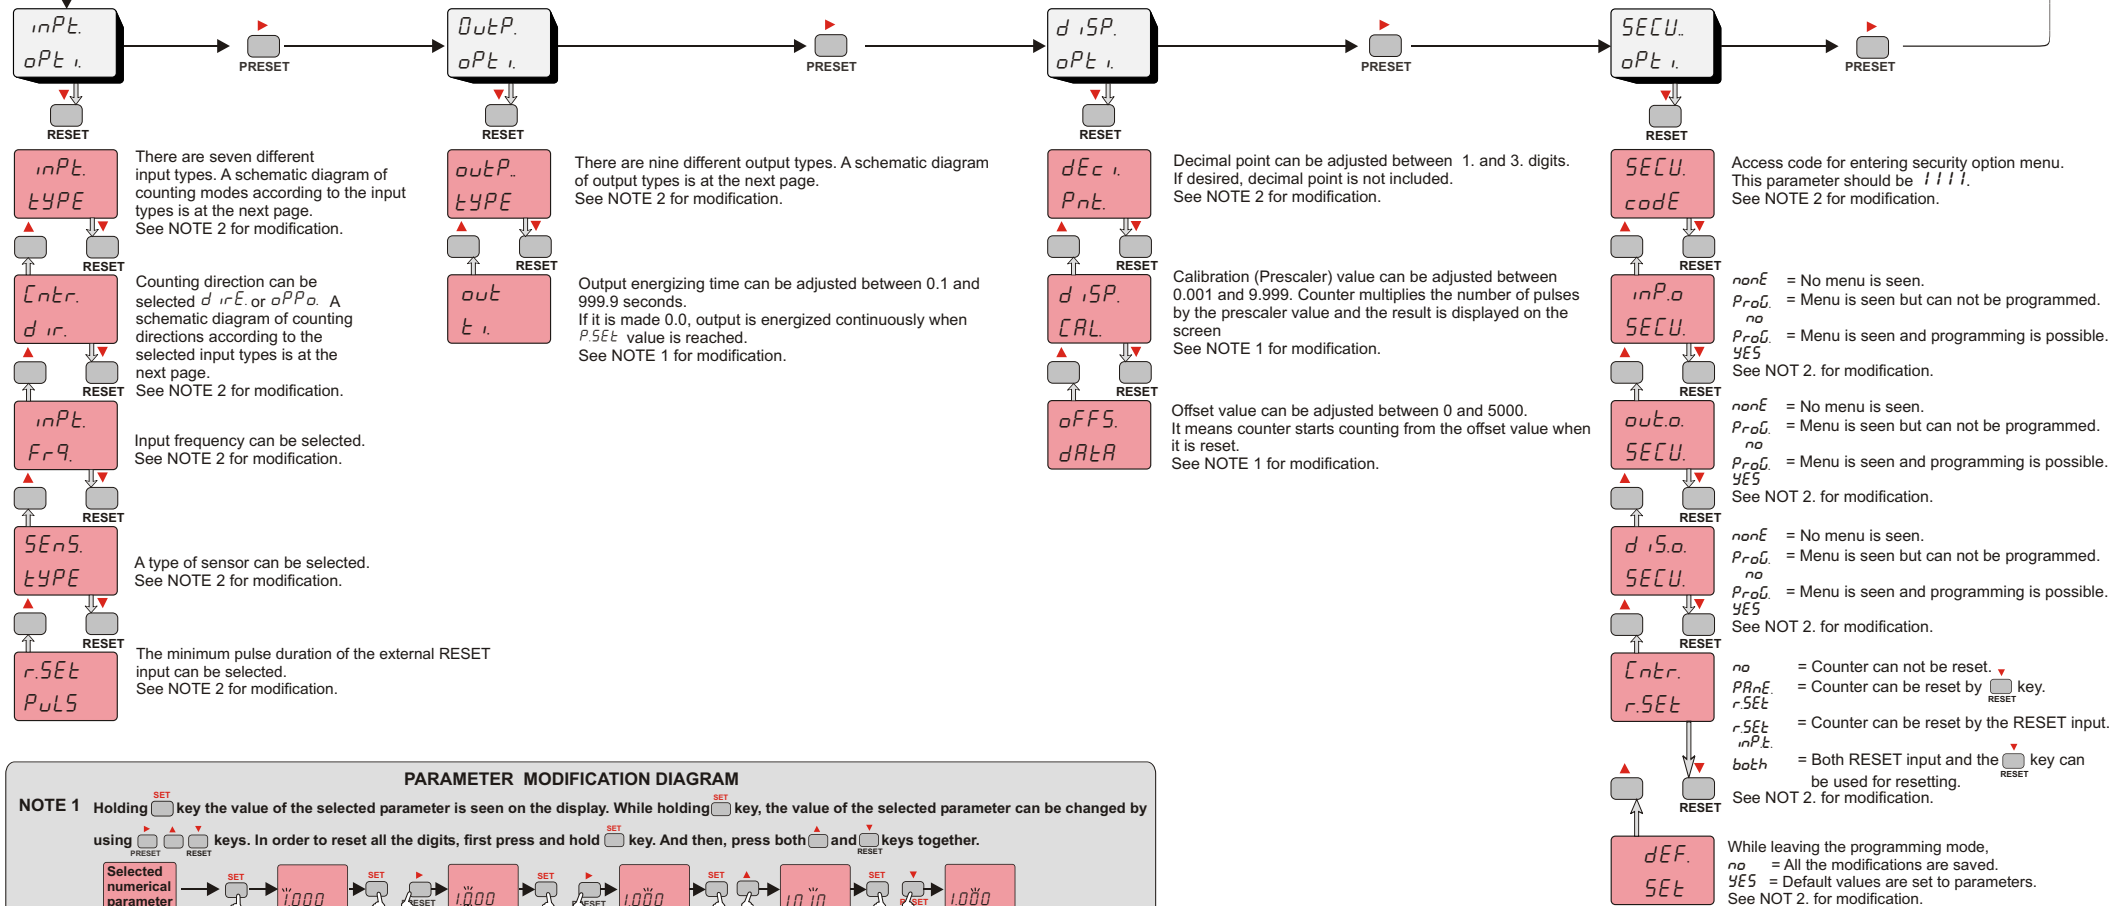 inPt.
oPti.
PRESET
OutP.
oPti.
PRESET
diSP.
oPti.
PRESET
SECU..
oPti.
PRESET
RESET
RESET
RESET
RESET
inPt.
tYPE
There are seven different
input types. A schematic diagram of
counting modes according to the input
types is at the next page.
See NOTE 2 for modification.
RESET
Cntr.
dir.
Counting direction can be
selected dirE. or oPPo. A
schematic diagram of counting
directions according to the
selected input types is at the
next page.
See NOTE 2 for modification.
RESET
inPt.
Frq.
Input frequency can be selected.
See NOTE 2 for modification.
RESET
SEnS.
tYPE
A type of sensor can be selected.
See NOTE 2 for modification.
RESET
r.SEt
PuLS
The minimum pulse duration of the external RESET
input can be selected.
See NOTE 2 for modification.
outP..
tYPE
There are nine different output types. A schematic diagram
of output types is at the next page.
See NOTE 2 for modification.
RESET
out
ti.
Output energizing time can be adjusted between 0.1 and
999.9 seconds.
If it is made 0.0, output is energized continuously when
P.SEt value is reached.
See NOTE 1 for modification.
dEci.
Pnt.
Decimal point can be adjusted between 1. and 3. digits.
If desired, decimal point is not included.
See NOTE 2 for modification.
RESET
diSP.
CAL.
Calibration (Prescaler) value can be adjusted between
0.001 and 9.999. Counter multiplies the number of pulses
by the prescaler value and the result is displayed on the
screen
See NOTE 1 for modification.
RESET
oFFS.
dAtA
Offset value can be adjusted between 0 and 5000.
It means counter starts counting from the offset value when
it is reset.
See NOTE 1 for modification.
SECU.
codE
Access code for entering security option menu.
This parameter should be 1111.
See NOTE 2 for modification.
RESET
inP.o
SECU.
nonE = No menu is seen.
ProG. = Menu is seen but can not be programmed.
no
ProG. = Menu is seen and programming is possible.
YES
See NOT 2. for modification.
RESET
out.o.
SECU.
nonE = No menu is seen.
ProG. = Menu is seen but can not be programmed.
no
ProG. = Menu is seen and programming is possible.
YES
See NOT 2. for modification.
RESET
diS.o.
SECU.
nonE = No menu is seen.
ProG. = Menu is seen but can not be programmed.
no
ProG. = Menu is seen and programming is possible.
YES
See NOT 2. for modification.
RESET
Cntr.
r.SEt
no = Counter can not be reset.
PAnE. = Counter can be reset by RESET key.
r.SEt
r.SEt = Counter can be reset by the RESET input.
inP.t.
both = Both RESET input and the RESET key can
be used for resetting.
See NOT 2. for modification.
RESET
dEF.
SEt
While leaving the programming mode,
no = All the modifications are saved.
YES = Default values are set to parameters.
See NOT 2. for modification.
PARAMETER MODIFICATION DIAGRAM
NOTE 1 Holding SET key the value of the selected parameter is seen on the display. While holding SET key, the value of the selected parameter can be changed by
using PRESET RESET keys. In order to reset all the digits, first press and hold SET key. And then, press both and RESET keys together.
Selected
numerical
parameter
SET
1.000
SET
1.000
SET
1.000
SET
10.10
SET
1.000